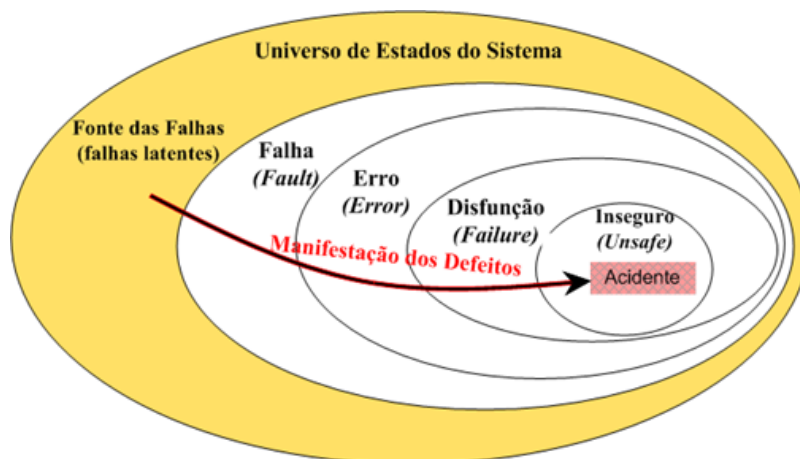 Universo de Estados do Sistema
Fonte das Falhas
(falhas latentes)
Falha
(Fault)
Erro
(Error)
Disfunção
(Failure)
Inseguro
(Unsafe)
Manifestação dos Defeitos
Acidente